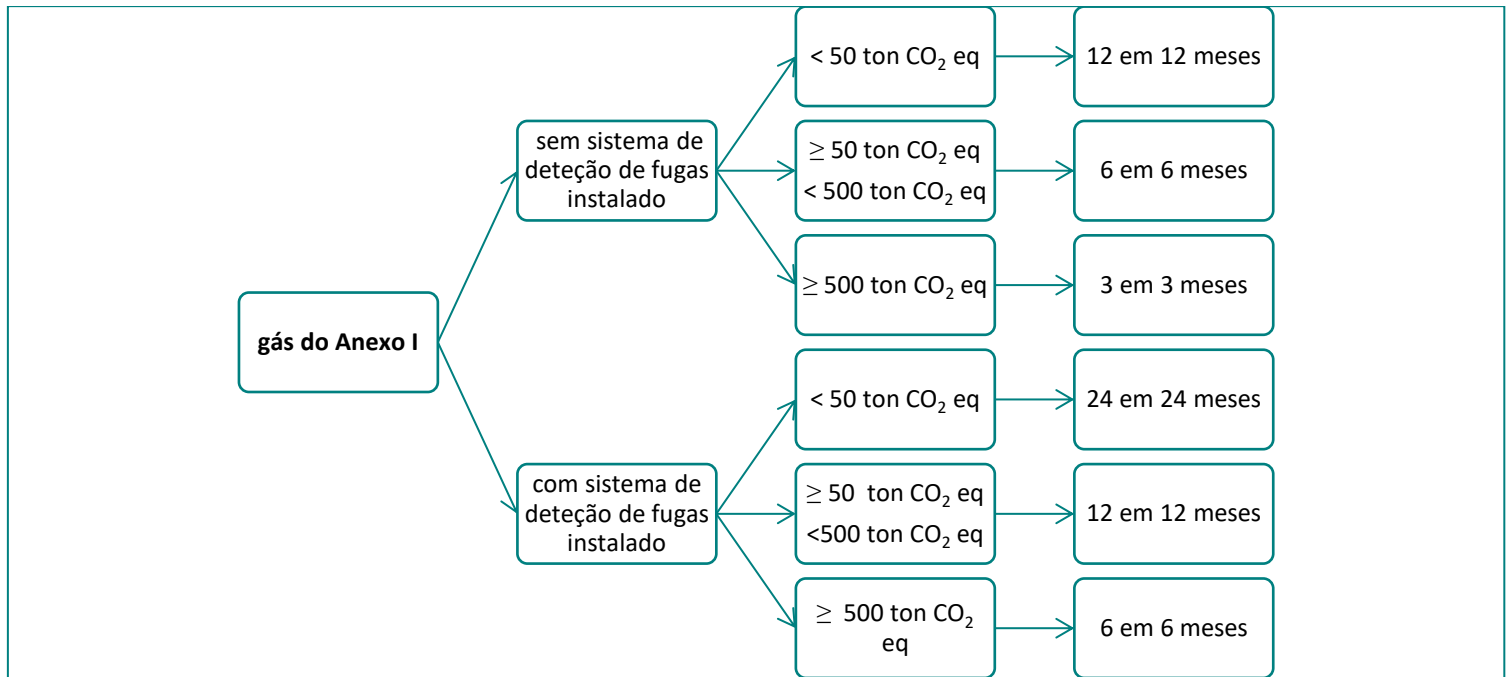 gás do Anexo I
sem sistema de
deteção de fugas
instalado
< 50 ton CO₂ eq
12 em 12 meses
≥ 50 ton CO₂ eq
< 500 ton CO₂ eq
6 em 6 meses
≥ 500 ton CO₂ eq
3 em 3 meses
com sistema de
deteção de fugas
instalado
< 50 ton CO₂ eq
24 em 24 meses
≥ 50  ton CO₂ eq
<500 ton CO₂ eq
12 em 12 meses
≥  500 ton CO₂
eq
6 em 6 meses